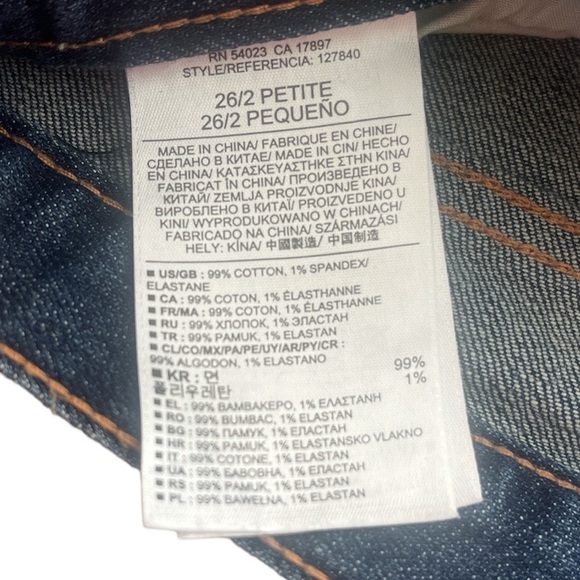 RN 54023 CA 17897
STYLE/REFERENCIA: 127840
26/2 PETITE
26/2 PEQUEÑO
MADE IN CHINA/ FABRIQUE EN CHINE/
СДЕЛАНО В КИТАЕ/ MADE IN CIN/ HECHO
EN CHINA/ ΚΑΤΑΣΚΕΥΑΣΤΗΚΕ ΣΤΗΝ ΚΙΝΑ/
FABRICAT ÎN CHINA/ ПРОИЗВЕДЕНО В
КИТАЙ/ ZEMLJA PROIZVODNJE KINA/
ВИРОБЛЕНО В КИТАЇ/ PROIZVEDENO U
KINI/ WYPRODUKOWANO W CHINACH/
FABRICADO NA CHINA/ SZÁRMAZÁSI
HELY: KÍNA/ 中國製造/ 中国制造
■ US/GB : 99% COTTON, 1% SPANDEX/
ELASTANE
■ CA : 99% COTON, 1% ÉLASTHANNE
■ FR/MA : 99% COTON, 1% ÉLASTHANNE
■ RU : 99% ХЛОПОК, 1% ЭЛАСТАН
■ TR : 99% PAMUK, 1% ELASTAN
■ CL/CO/MX/PA/PE/UY/AR/PY/CR :
99% ALGODON, 1% ELASTANO
■ KR : 면 99%
폴리우레탄 1%
■ EL : 99% ΒΑΜΒΑΚΕΡΟ, 1% ΕΛΑΣΤΑΝΗ
■ RO : 99% BUMBAC, 1% ELASTAN
■ BG : 99% ПАМУК, 1% ЕЛАСТАН
■ HR : 99% PAMUK, 1% ELASTANSKO VLAKNO
■ IT : 99% COTONE, 1% ELASTAN
■ UA : 99% БАВОВНА, 1% ЕЛАСТАН
■ RS : 99% PAMUK, 1% ELASTIN
■ PL : 99% BAWEŁNA, 1% ELASTAN